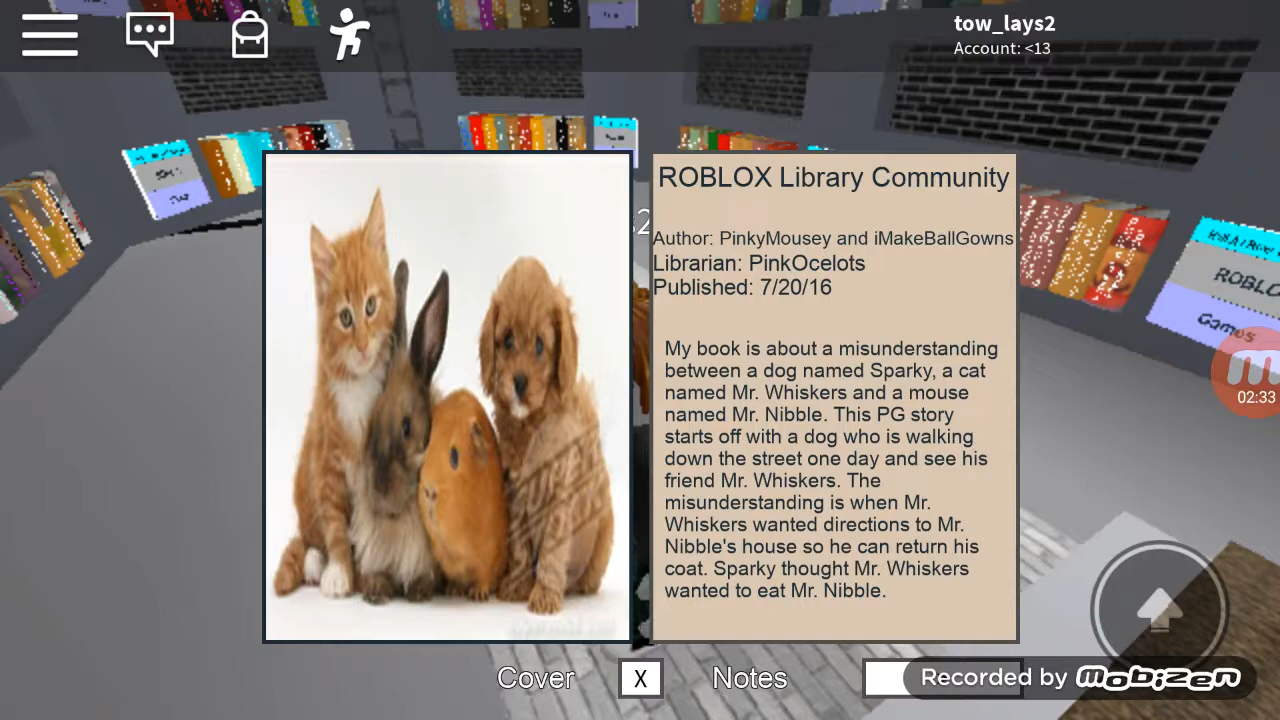 tow_lays2
Account: <13
ROBLOX Library Community
Author: PinkyMousey and iMakeBallGowns
Librarian: PinkOcelots
Published: 7/20/16
My book is about a misunderstanding
between a dog named Sparky, a cat
named Mr. Whiskers and a mouse
named Mr. Nibble. This PG story
starts off with a dog who is walking
down the street one day and see his
friend Mr. Whiskers. The
misunderstanding is when Mr.
Whiskers wanted directions to Mr.
Nibble's house so he can return his
coat. Sparky thought Mr. Whiskers
wanted to eat Mr. Nibble.
ROBLO
Games
02:33
Cover
X
Notes
Recorded by mobizen